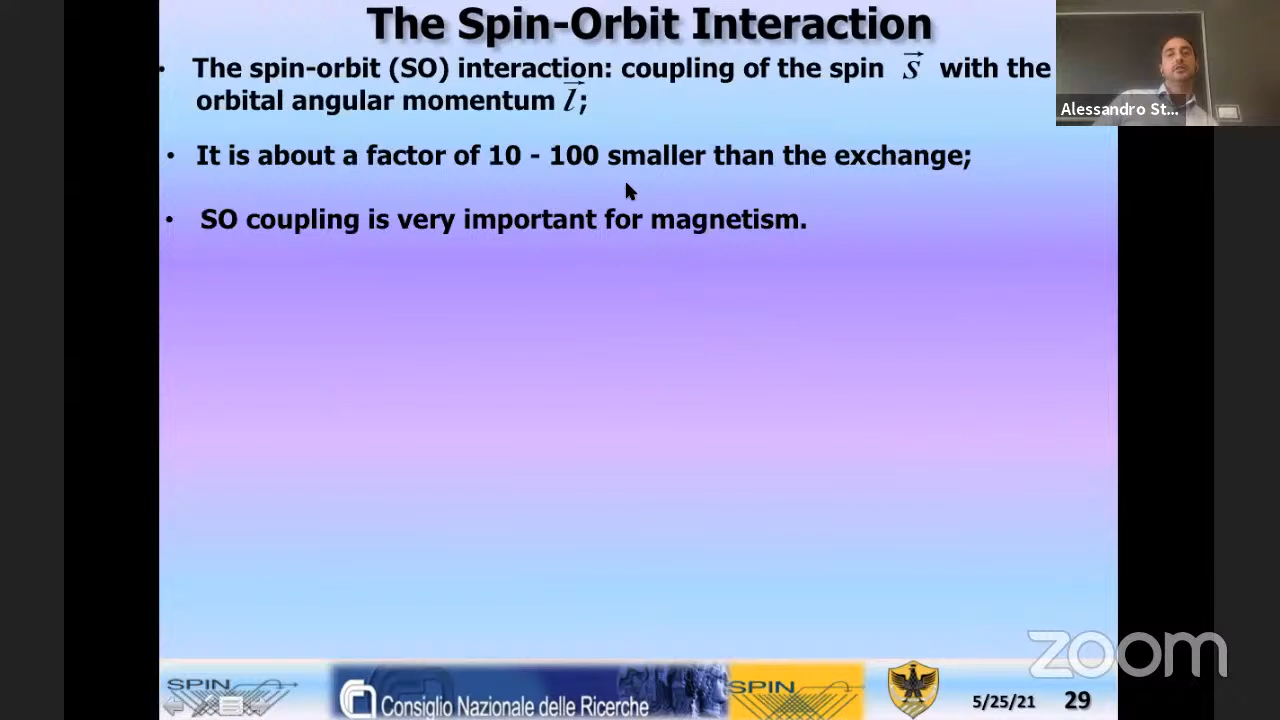 The Spin-Orbit Interaction
• The spin-orbit (SO) interaction: coupling of the spin s⃗ with the
orbital angular momentum l⃗;
• It is about a factor of 10 - 100 smaller than the exchange;
• SO coupling is very important for magnetism.
Alessandro St...
zoom
SPIN
Consiglio Nazionale delle Ricerche
SPIN
5/25/21
29